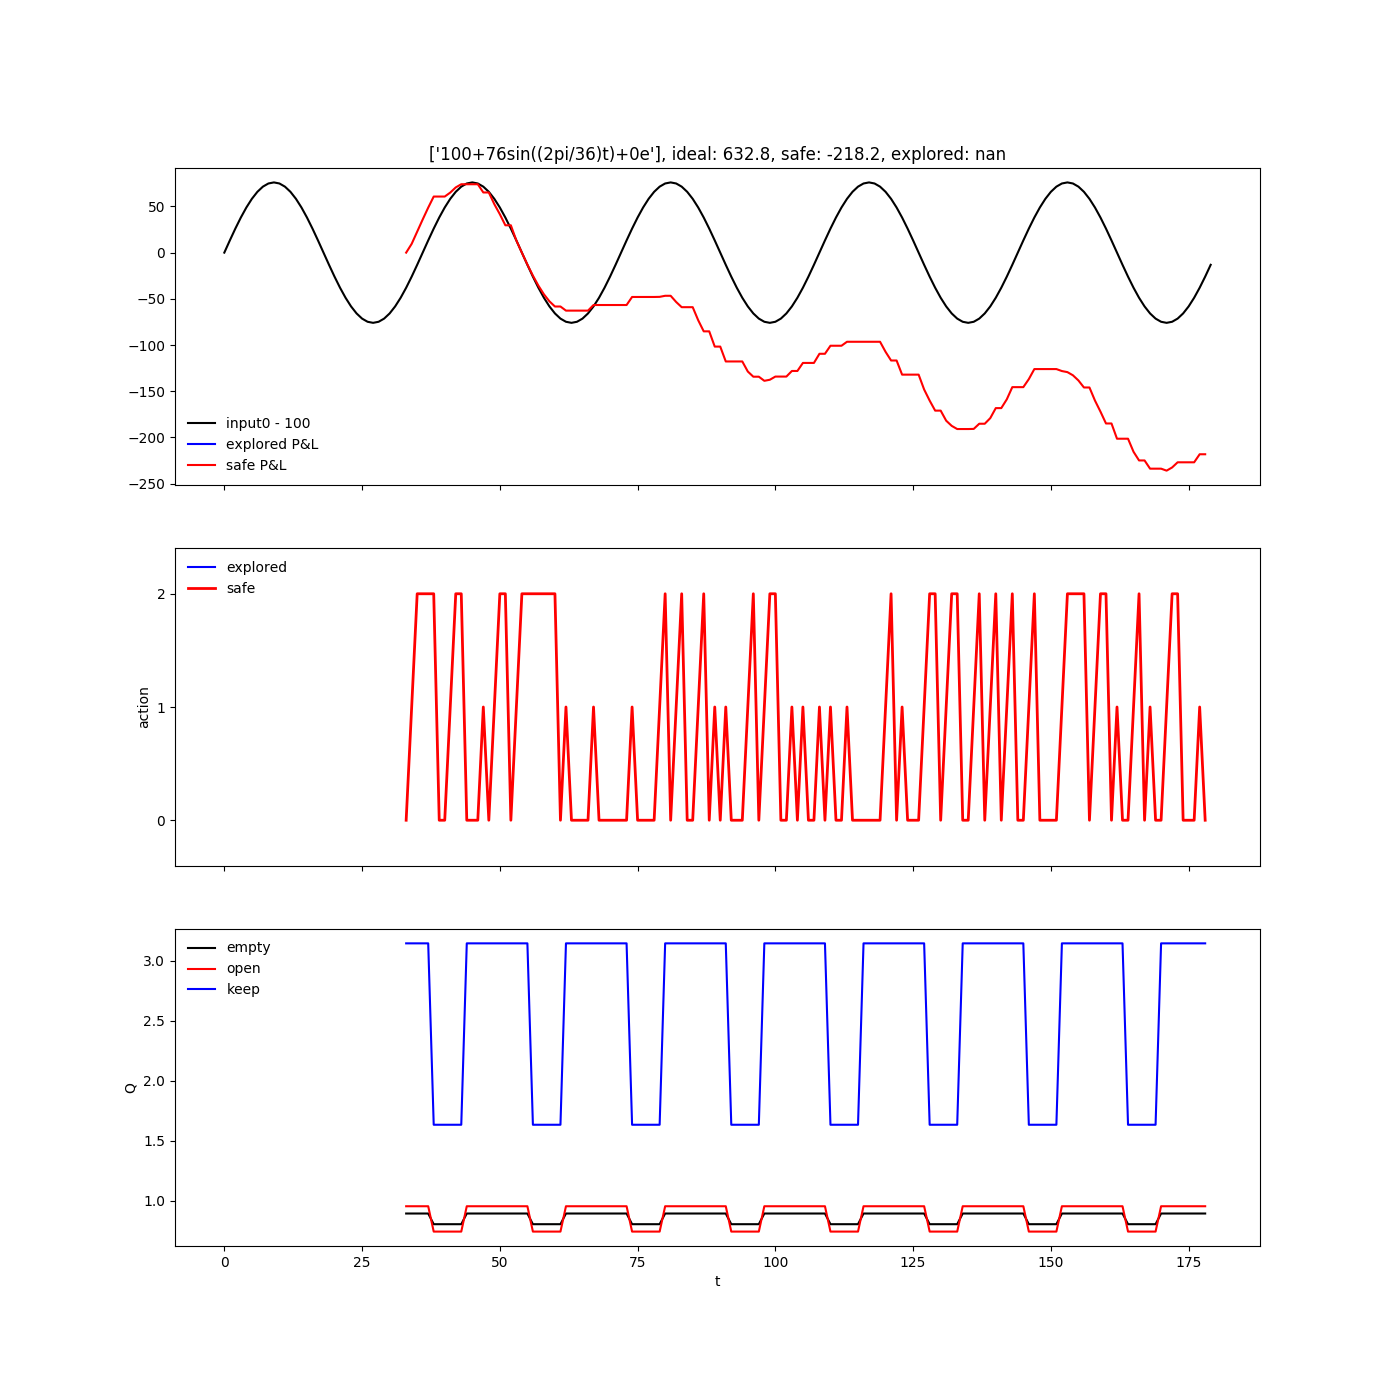 ['100+76sin((2pi/36)t)+0e'], ideal: 632.8, safe: -218.2, explored: nan
50
0
−50
−100
−150
−200
−250
input0 - 100
explored P&L
safe P&L
explored
safe
2
1
0
action
empty
open
keep
3.0
2.5
2.0
1.5
1.0
Q
0 25 50 75 100 125 150 175
t